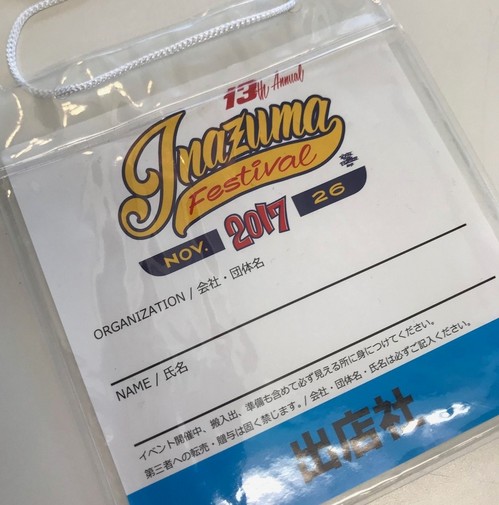 13th Annual
Inazuma
Festival
NOV. 2017 26
ORGANIZATION / 会社・団体名
NAME / 氏名
イベント開催中、搬入出、準備も含めて必ず見える所に身につけてください。
第三者への転売・贈与は固く禁じます。/ 会社・団体名・氏名は必ずご記入ください。
出店社